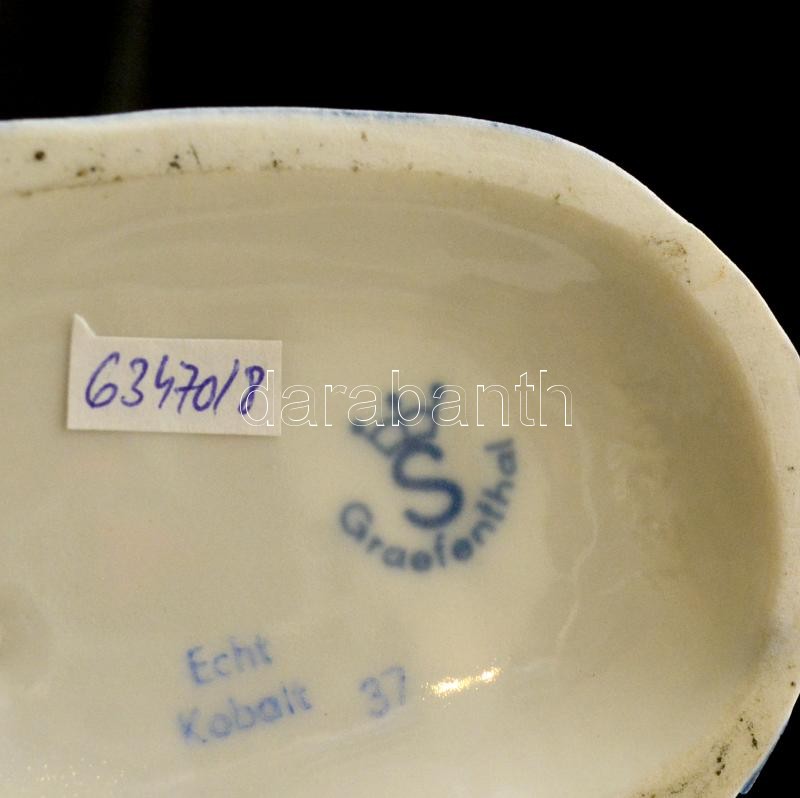 6347018
darabanth
S
Graefenthal
Echt
Kobalt 37